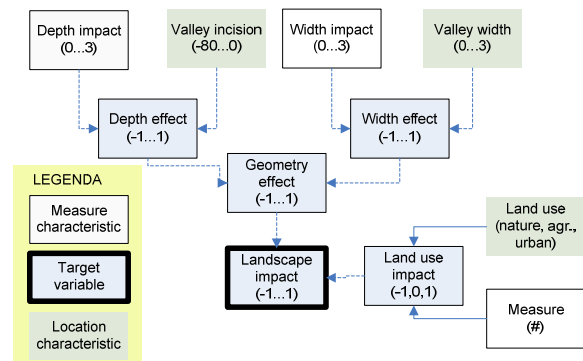 Depth impact
(0...3)
Valley incision
(-80...0)
Width impact
(0...3)
Valley width
(0...3)
Depth effect
(-1...1)
Width effect
(-1...1)
Geometry
effect
(-1...1)
LEGENDA
Measure
characteristic
Target
variable
Location
characteristic
Landscape
impact
(-1...1)
Land use
impact
(-1,0,1)
Land use
(nature, agr.,
urban)
Measure
(#)